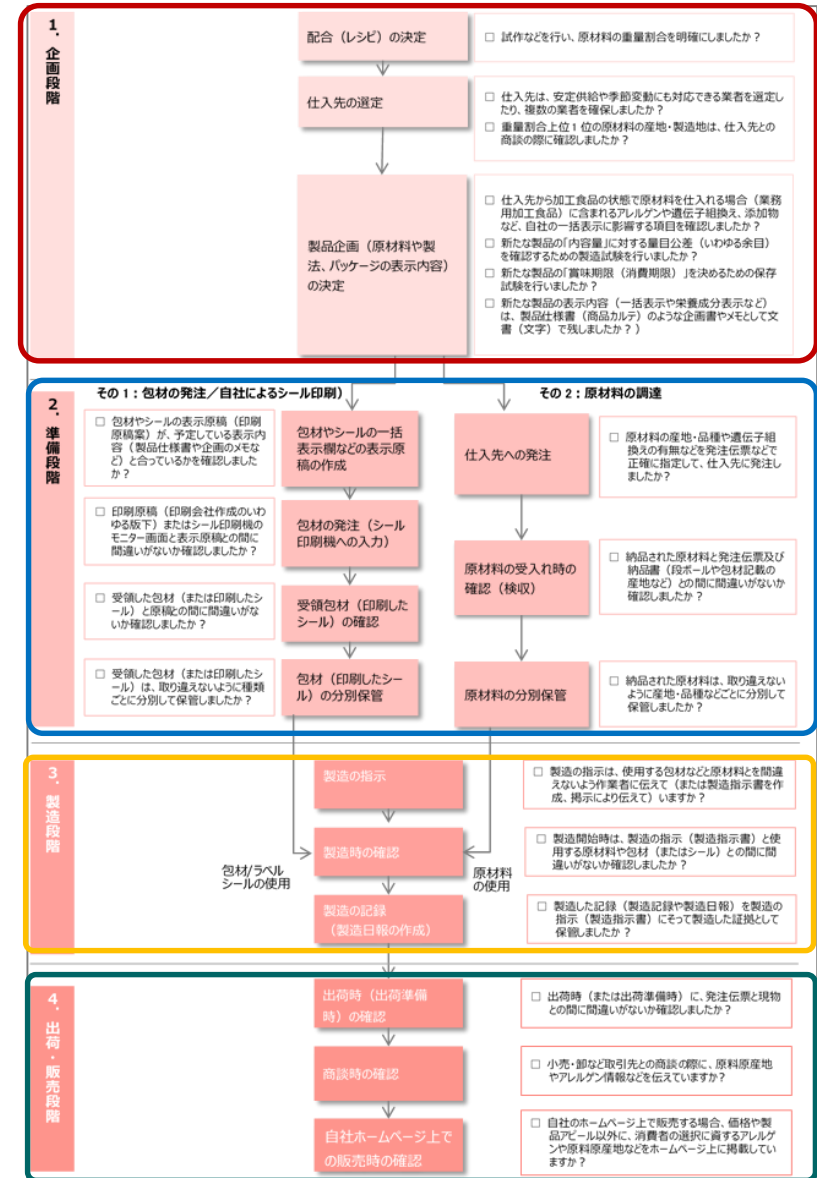 1.企画段階
配合（レシピ）の決定
□ 試作などを行い、原材料の重量割合を明確にしましたか？
仕入先の選定
□ 仕入先は、安定供給や季節変動にも対応できる業者を選定し
たり、複数の業者を確保しましたか？
□ 重量割合上位１位の原材料の産地・製造地は、仕入先との
商談の際に確認しましたか？
製品企画（原材料や製
法、パッケージの表示内容）
の決定
□ 仕入先から加工食品の状態で原材料を仕入れる場合（業務
用加工食品）に含まれるアレルゲンや遺伝子組換え、添加物
など、自社の一括表示に影響する項目を確認しましたか？
□ 新たな製品の「内容量」に対する量目公差（いわゆる余目）
を確認するための製造試験を行いましたか？
□ 新たな製品の「賞味期限（消費期限）」を決めるための保存
試験を行いましたか？
□ 新たな製品の表示内容（一括表示や栄養成分表示など）
は、製品仕様書（商品カルテ）のような企画書やメモとして文
書（文字）で残しましたか？）
2.準備段階
その１：包材の発注／自社によるシール印刷）
その２：原材料の調達
□ 包材やシールの表示原稿（印刷
原稿案）が、予定している表示内
容（製品仕様書や企画のメモな
ど）と合っているかを確認しました
か？
包材やシールの一括
表示欄などの表示原
稿の作成
仕入先への発注
□ 原材料の産地・品種や遺伝子組
換えの有無などを発注伝票などで
正確に指定して、仕入先に発注し
ましたか？
□ 印刷原稿（印刷会社作成のいわ
ゆる版下）またはシール印刷機の
モニター画面と表示原稿との間に
間違いがないか確認しましたか？
包材の発注（シール
印刷機への入力）
原材料の受入れ時の
確認（検収）
□ 納品された原材料と発注伝票及び
納品書（段ボールや包材記載の
産地など）との間に間違いがないか
確認しましたか？
□ 受領した包材（または印刷したシ
ール）と原稿との間に間違いがな
いか確認しましたか？
受領包材（印刷した
シール）の確認
□ 受領した包材（または印刷したシ
ール）は、取り違えないように種類
ごとに分別して保管しましたか？
包材（印刷したシー
ル）の分別保管
原材料の分別保管
□ 納品された原材料は、取り違えない
ように産地・品種などごとに分別して
保管しましたか？
3.製造段階
製造の指示
□ 製造の指示は、使用する包材などと原材料とを間違
えないよう作業者に伝えて（または製造指示書を作
成、掲示により伝えて）いますか？
製造時の確認
□ 製造開始時は、製造の指示（製造指示書）と使
用する原材料や包材（またはシール）との間に間
違いがないか確認しましたか？
包材/ラベル
シールの使用
原材料
の使用
製造の記録
（製造日報の作成）
□ 製造した記録（製造記録や製造日報）を製造の
指示（製造指示書）にそって製造した証拠として
保管しましたか？
4.出荷・販売段階
出荷時（出荷準備
時）の確認
□ 出荷時（または出荷準備時）に、発注伝票と現物
との間に間違いがないか確認しましたか？
商談時の確認
□ 小売・卸など取引先との商談の際に、原料原産地
やアレルゲン情報などを伝えていますか？
自社ホームページ上で
の販売時の確認
□ 自社のホームページ上で販売する場合、価格や製
品アピール以外に、消費者の選択に資するアレルゲ
ンや原料原産地などをホームページ上に掲載してい
ますか？